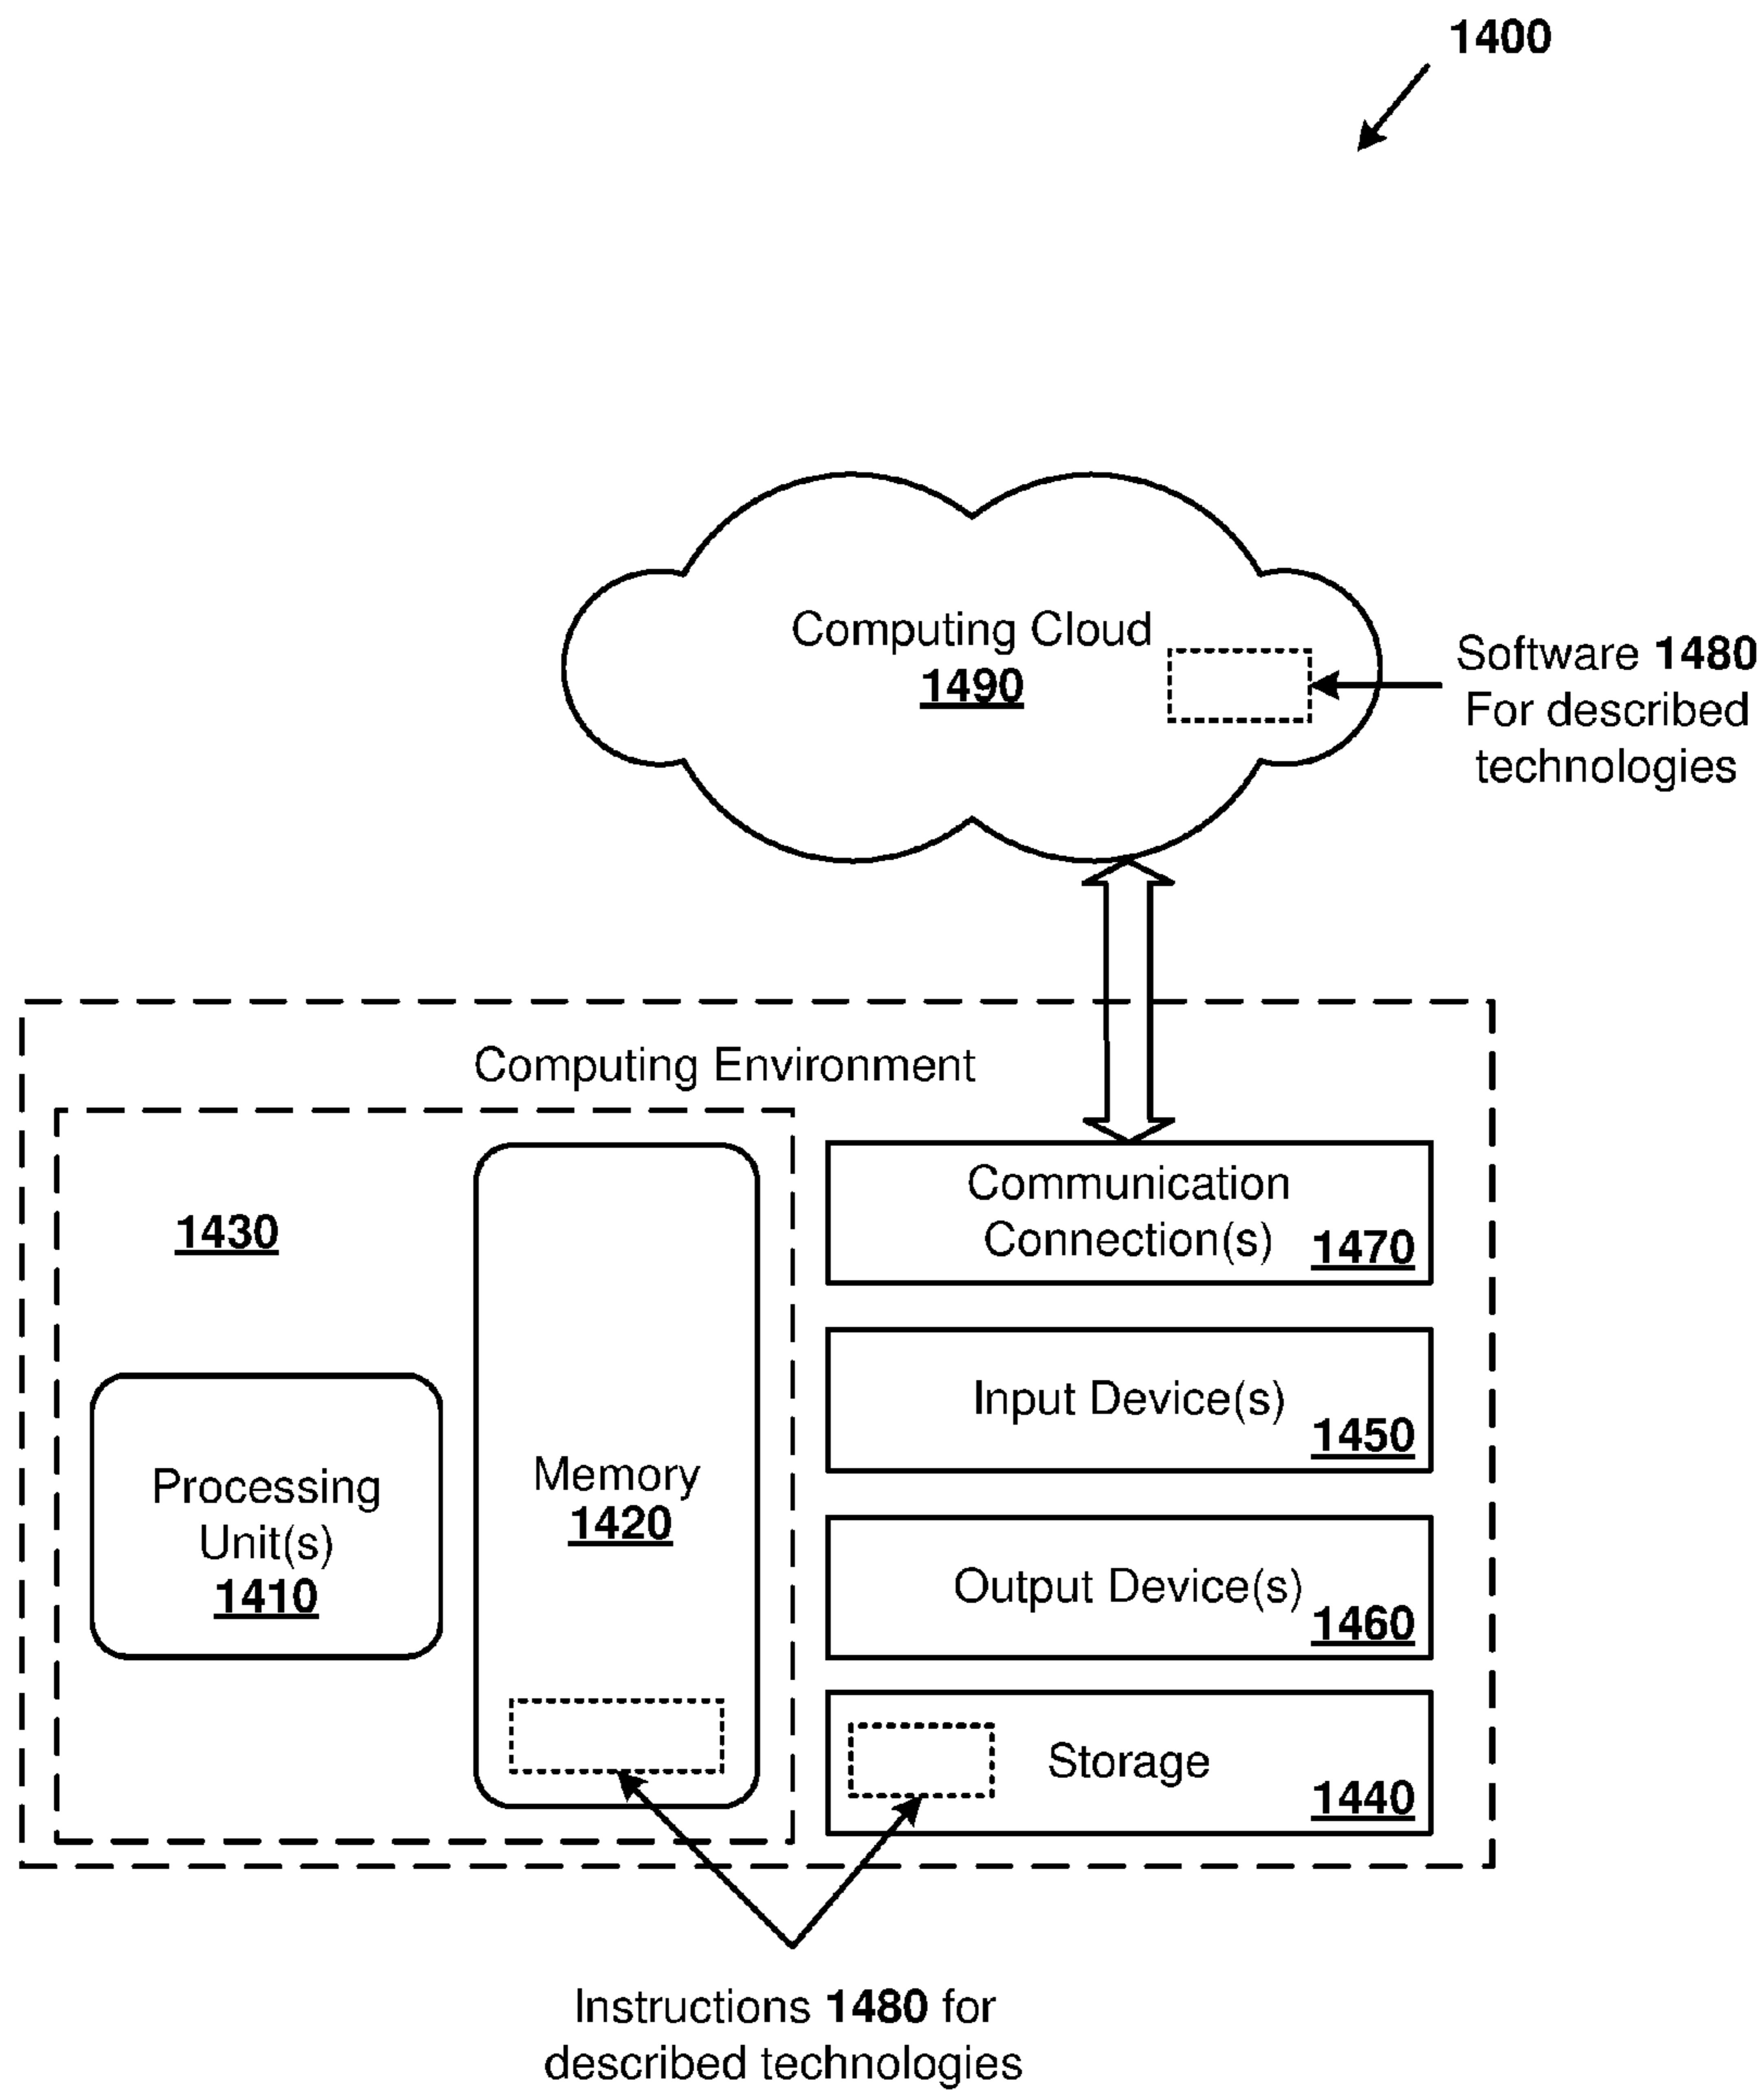 1400
Computing Cloud
1490
Software 1480
For described
technologies
Computing Environment
1430
Processing
Unit(s)
1410
Memory
1420
Communication
Connection(s)
1470
Input Device(s)
1450
Output Device(s)
1460
Storage
1440
Instructions 1480 for
described technologies